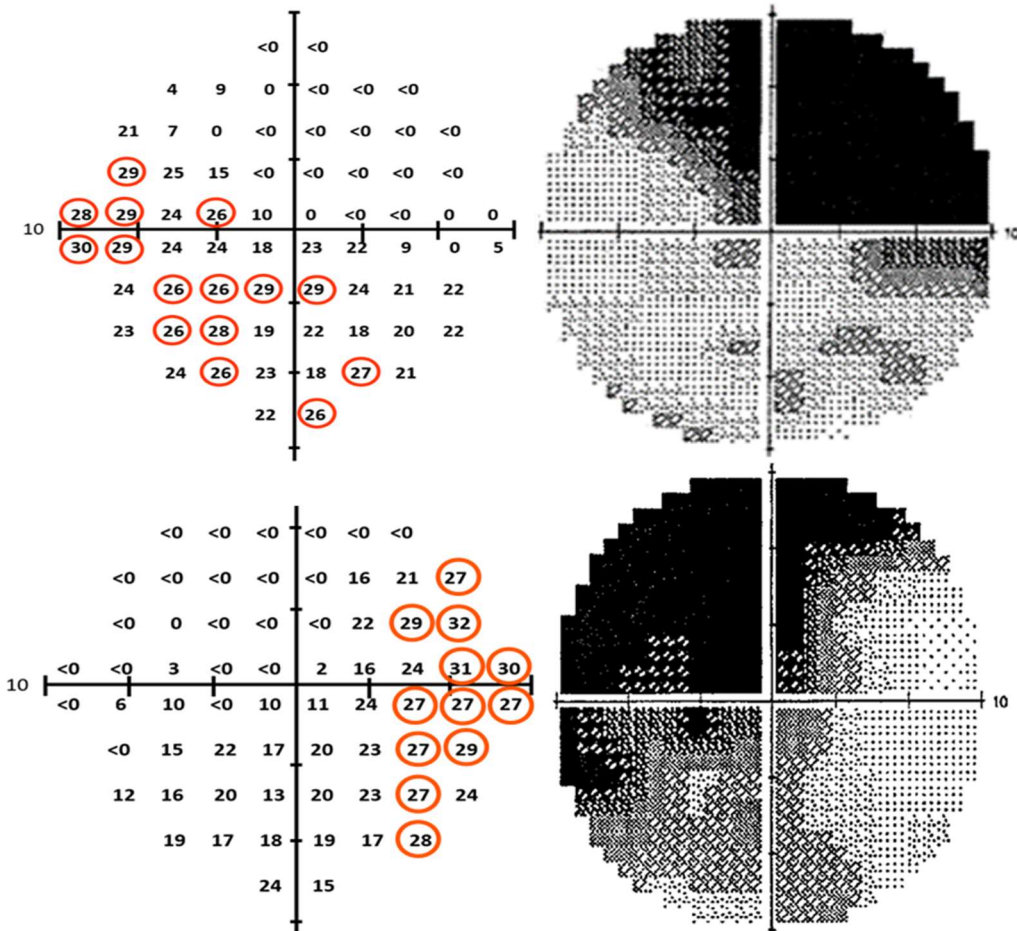 <0 <0
4 9 0 <0 <0 <0
21 7 0 <0 <0 <0 <0 <0
29 25 15 <0 <0 <0 <0 <0
28 29 24 26 10 0 <0 <0 0 0
10 10
30 29 24 24 18 23 22 9 0 5
24 26 26 29 29 24 21 22
23 26 28 19 22 18 20 22
24 26 23 18 27 21
22 26
<0 <0 <0 <0 <0 <0
<0 <0 <0 <0 <0 16 21 27
<0 0 <0 <0 <0 22 29 32
<0 <0 3 <0 <0 2 16 24 31 30
10 10
<0 6 10 <0 10 11 24 27 27 27
<0 15 22 17 20 23 27 29
12 16 20 13 20 23 27 24
19 17 18 19 17 28
24 15